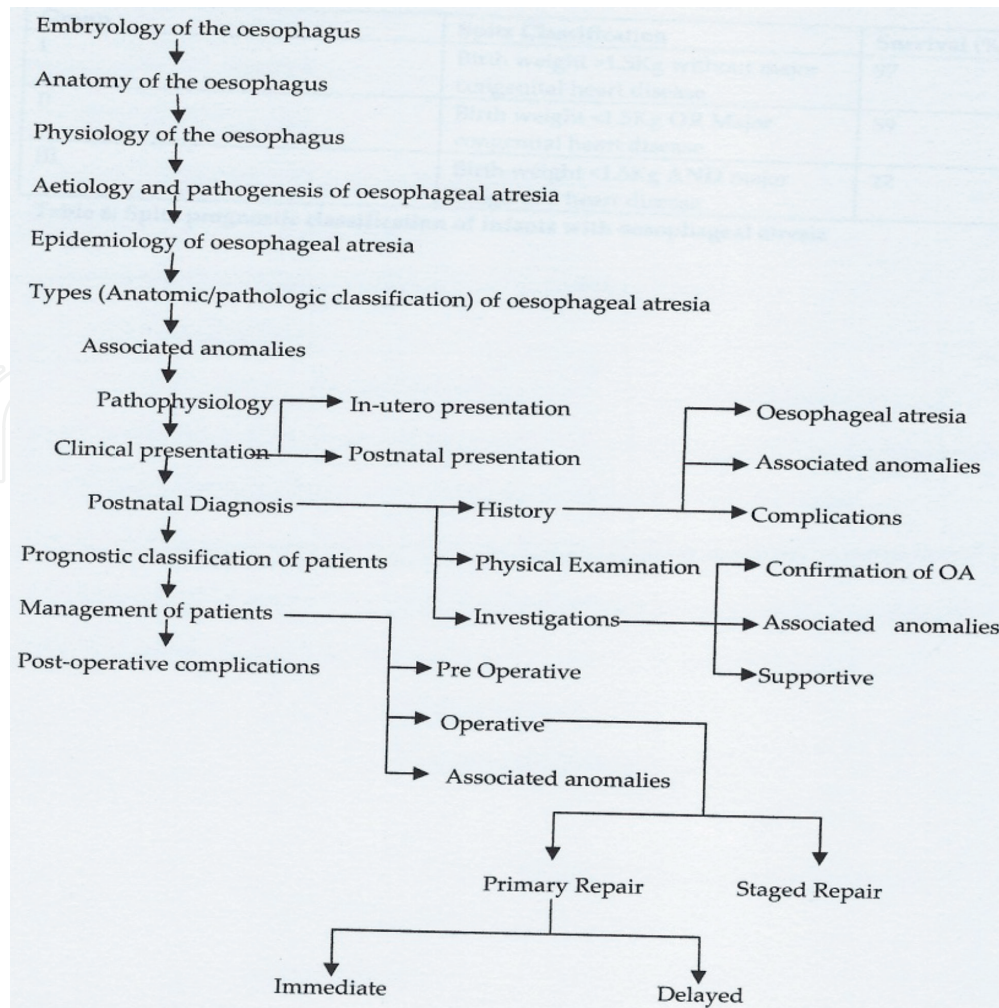 Embryology of the oesophagus
Anatomy of the oesophagus
Physiology of the oesophagus
Aetiology and pathogenesis of oesophageal atresia
Epidemiology of oesophageal atresia
Types (Anatomic/pathologic classification) of oesophageal atresia
Associated anomalies
Pathophysiology
In-utero presentation
Oesophageal atresia
Clinical presentation
Postnatal presentation
Associated anomalies
Postnatal Diagnosis
History
Complications
Prognostic classification of patients
Physical Examination
Confirmation of OA
Management of patients
Investigations
Associated anomalies
Post-operative complications
Pre Operative
Supportive
Operative
Associated anomalies
Primary Repair
Staged Repair
Immediate
Delayed